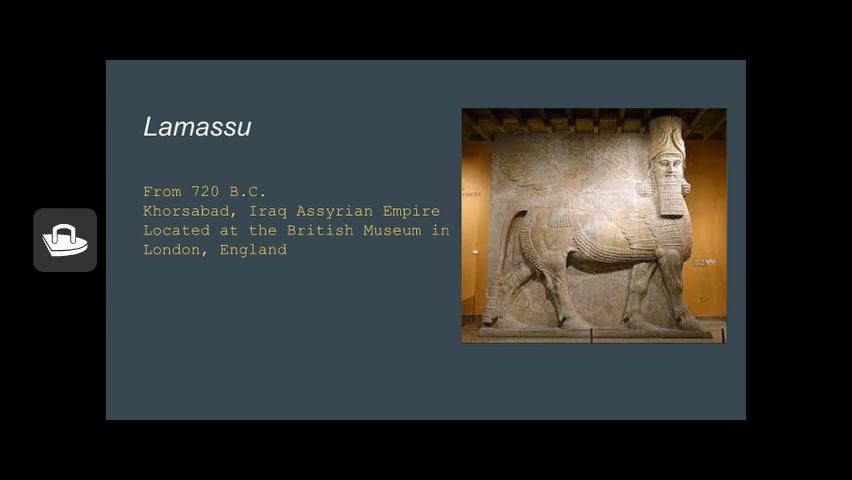 Lamassu
From 720 B.C.
Khorsabad, Iraq Assyrian Empire
Located at the British Museum in
London, England